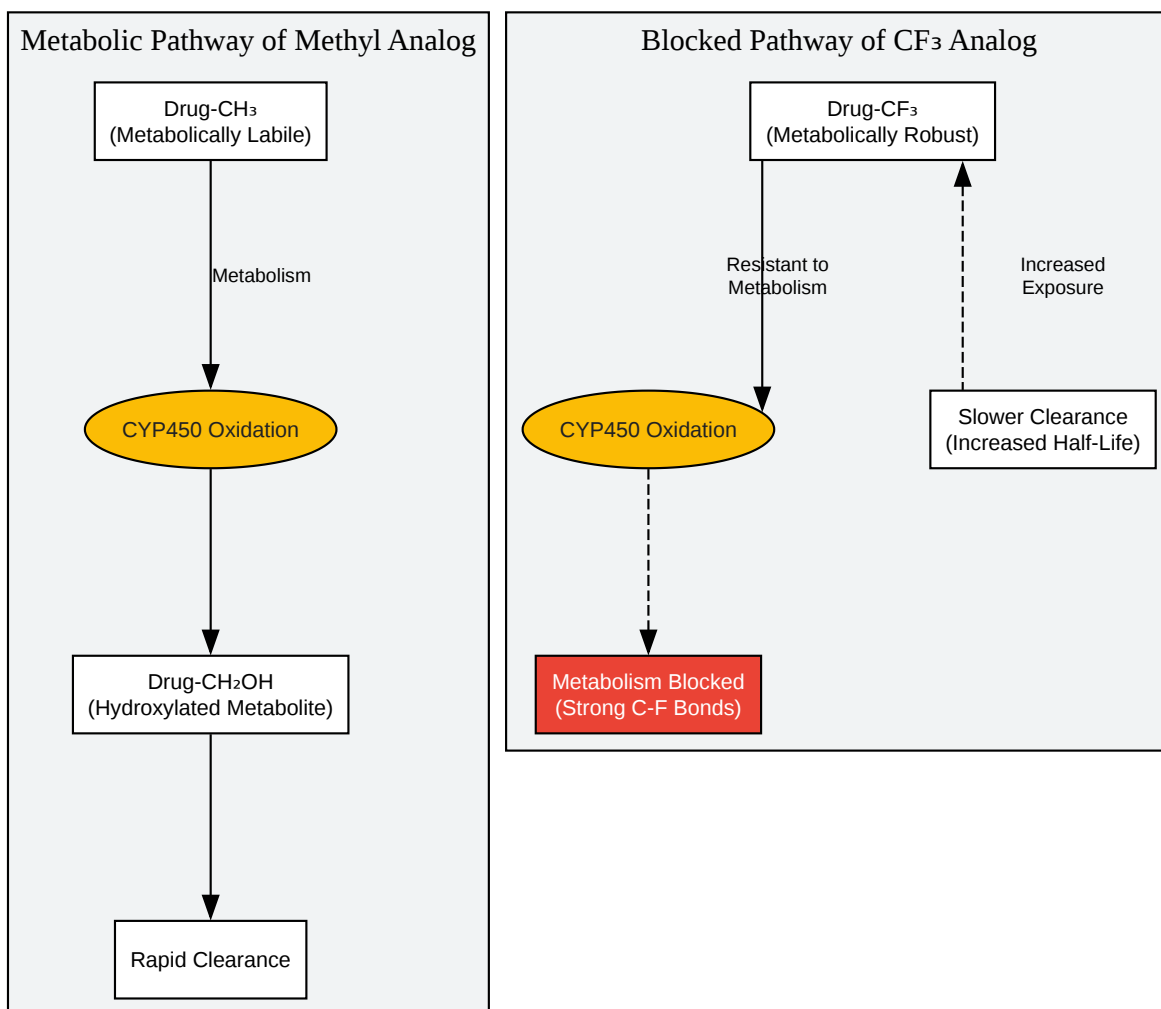 Metabolic Pathway of Methyl Analog
Drug-CH₃
(Metabolically Labile)
Metabolism
CYP450 Oxidation
Drug-CH₂OH
(Hydroxylated Metabolite)
Rapid Clearance
Blocked Pathway of CF₃ Analog
Drug-CF₃
(Metabolically Robust)
Resistant to
Metabolism
Increased
Exposure
CYP450 Oxidation
Slower Clearance
(Increased Half-Life)
Metabolism Blocked
(Strong C-F Bonds)